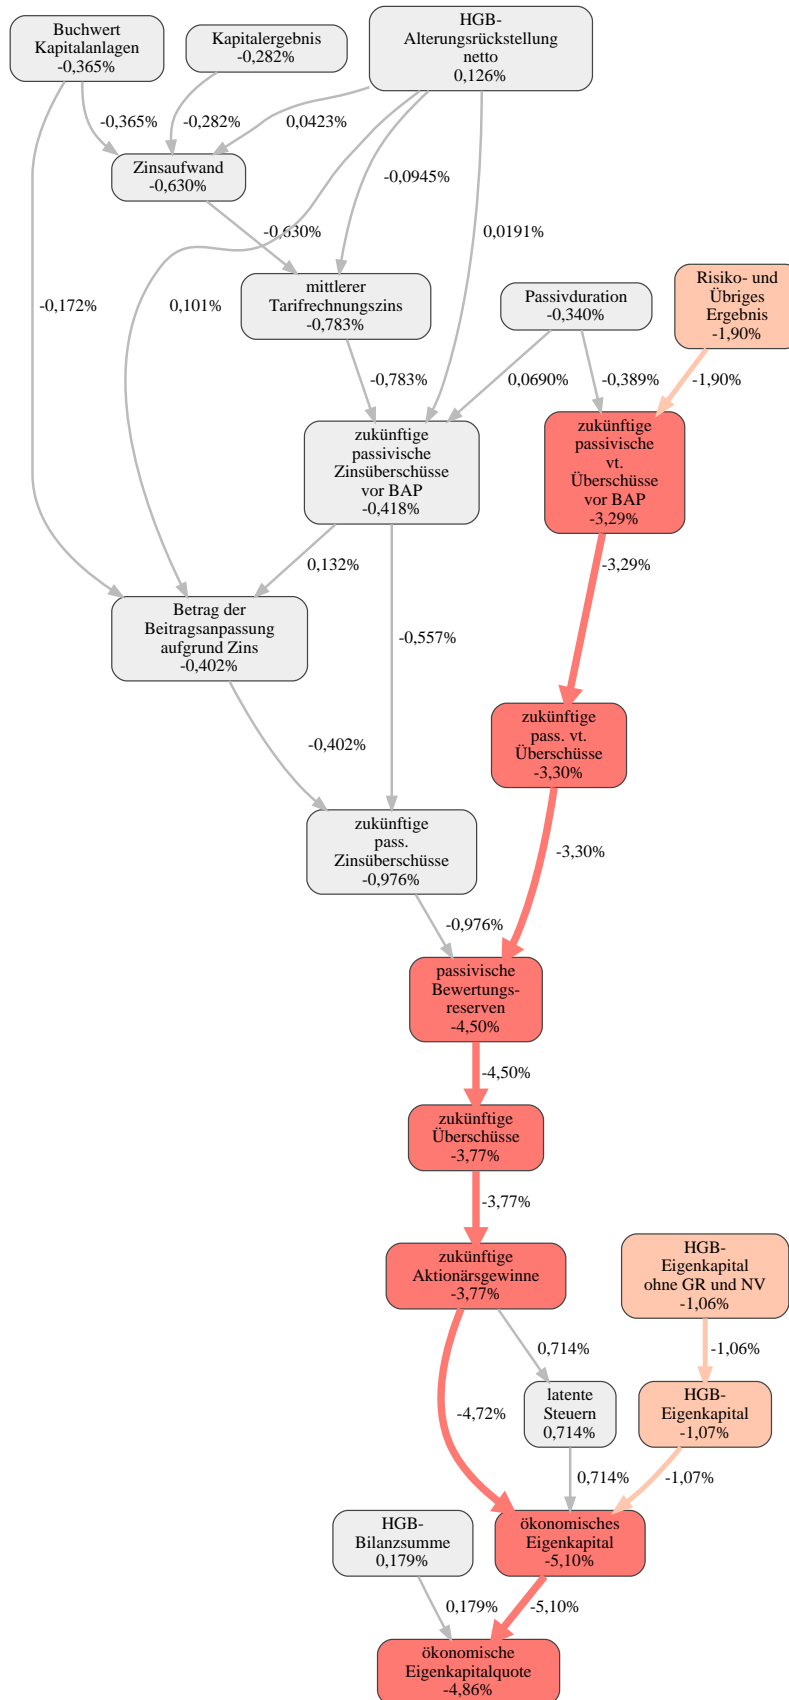 Buchwert
Kapitalanlagen
-0,365%
Kapitalergebnis
-0,282%
HGB-
Alterungsrückstellung
netto
0,126%
-0,365%
-0,282%
0,0423%
Zinsaufwand
-0,630%
-0,0945%
-0,630%
0,0191%
-0,172%
0,101%
mittlerer
Tarifrechnungszins
-0,783%
Passivduration
-0,340%
Risiko- und
Übriges
Ergebnis
-1,90%
-0,783%
0,0690%
-0,389%
-1,90%
zukünftige
passivische
Zinsüberschüsse
vor BAP
-0,418%
zukünftige
passivische
vt.
Überschüsse
vor BAP
-3,29%
0,132%
-3,29%
Betrag der
Beitragsanpassung
aufgrund Zins
-0,402%
-0,557%
-0,402%
zukünftige
pass. vt.
Überschüsse
-3,30%
zukünftige
pass.
Zinsüberschüsse
-0,976%
-3,30%
-0,976%
passivische
Bewertungs-
reserven
-4,50%
-4,50%
zukünftige
Überschüsse
-3,77%
-3,77%
zukünftige
Aktionärsgewinne
-3,77%
HGB-
Eigenkapital
ohne GR und NV
-1,06%
0,714%
-1,06%
-4,72%
latente
Steuern
0,714%
HGB-
Eigenkapital
-1,07%
0,714%
-1,07%
HGB-
Bilanzsumme
0,179%
ökonomisches
Eigenkapital
-5,10%
0,179%
-5,10%
ökonomische
Eigenkapitalquote
-4,86%